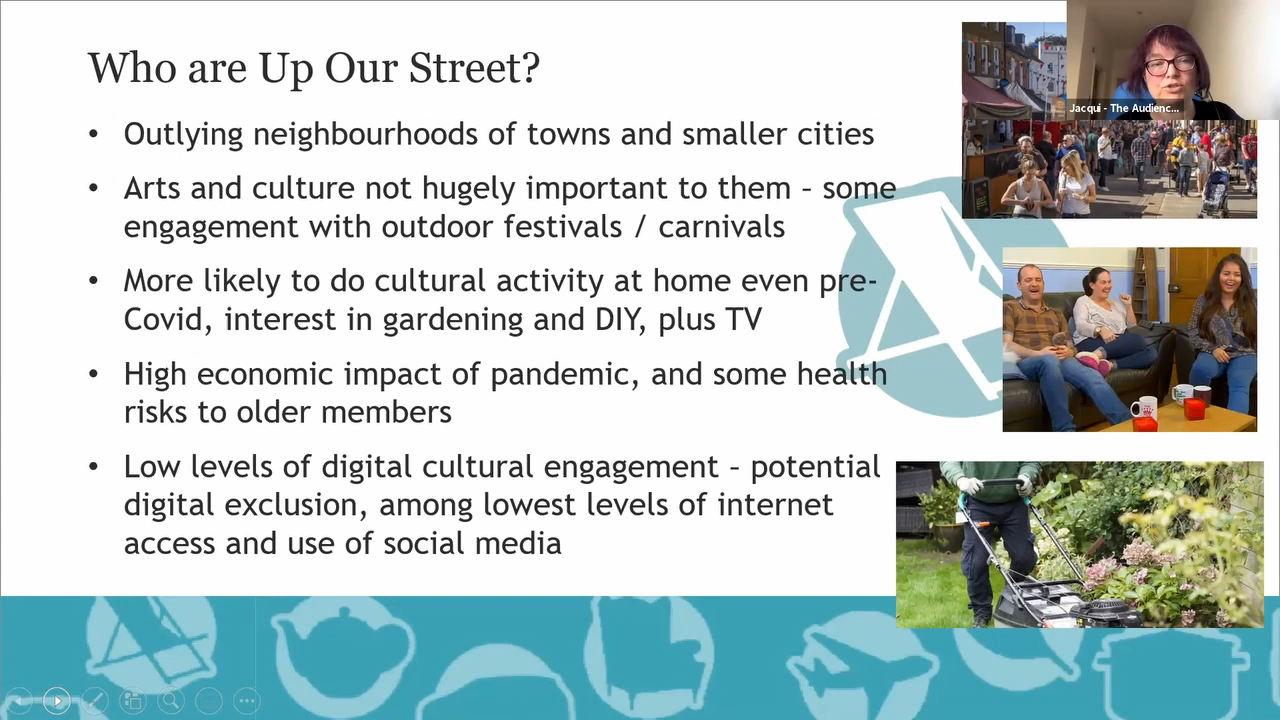 Who are Up Our Street?
• Outlying neighbourhoods of towns and smaller cities
• Arts and culture not hugely important to them – some
engagement with outdoor festivals / carnivals
• More likely to do cultural activity at home even pre-
Covid, interest in gardening and DIY, plus TV
• High economic impact of pandemic, and some health
risks to older members
• Low levels of digital cultural engagement – potential
digital exclusion, among lowest levels of internet
access and use of social media
Jacqui - The Audienc...